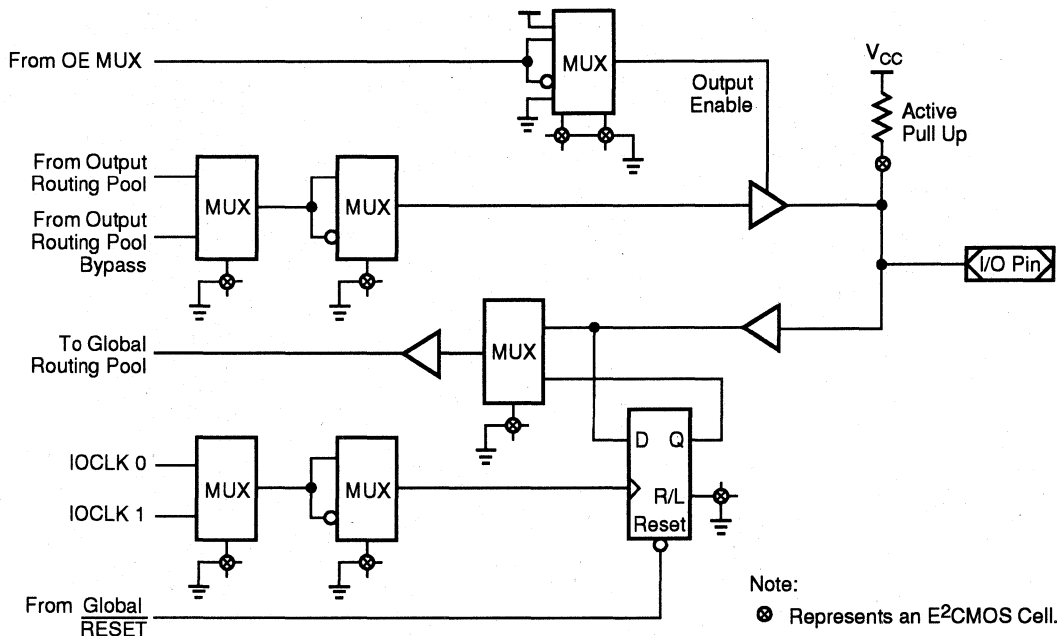 From OE MUX
MUX
Output
Enable
VCC
Active
Pull Up
From Output
Routing Pool
From Output
Routing Pool
Bypass
MUX
MUX
I/O Pin
To Global
Routing Pool
MUX
IOCLK 0
IOCLK 1
MUX
MUX
D Q
R/L
Reset
From Global
RESET
Note:
⊗ Represents an E²CMOS Cell.